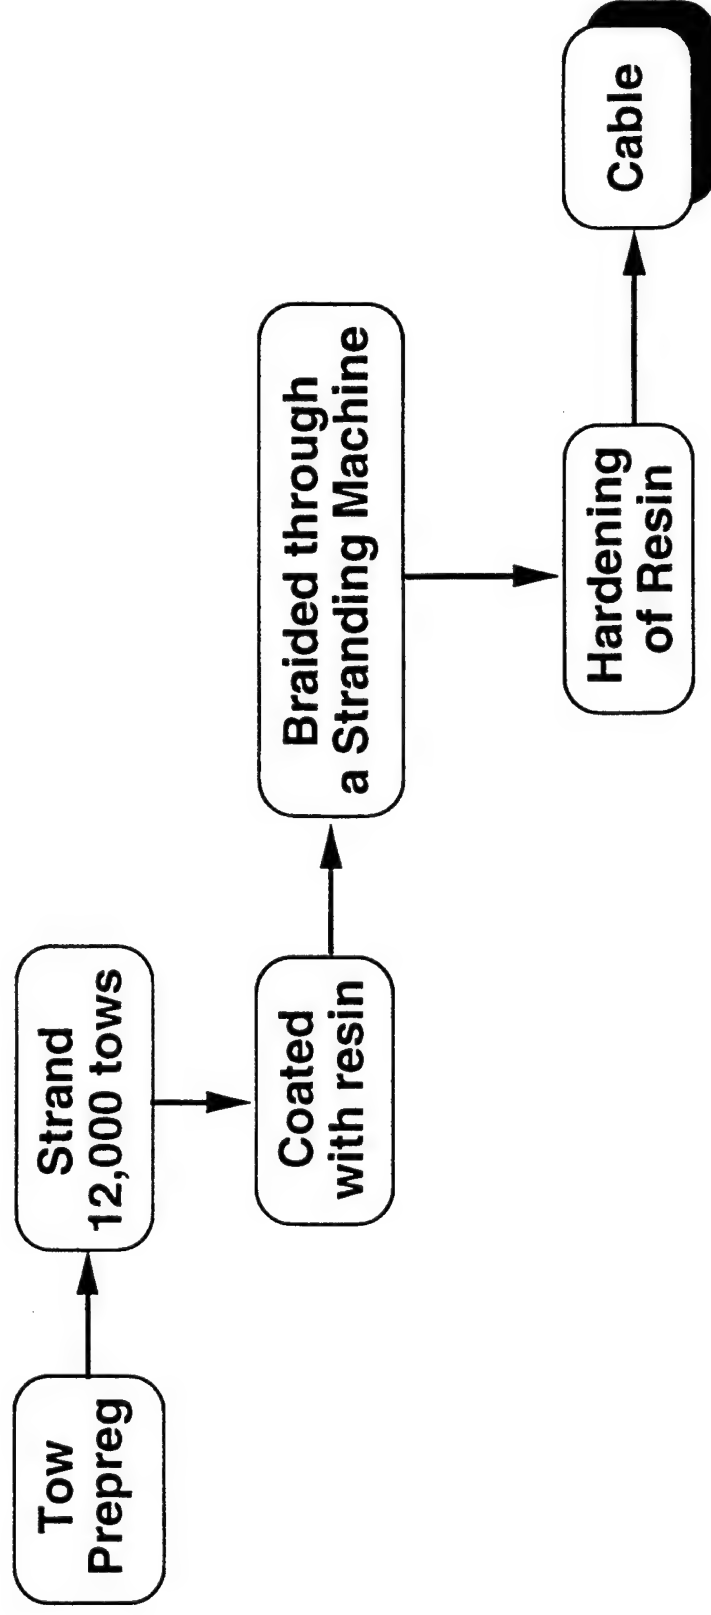 Tow
Prepreg
Strand
12,000 tows
Coated
with resin
Braided through
a Stranding Machine
Hardening
of Resin
Cable